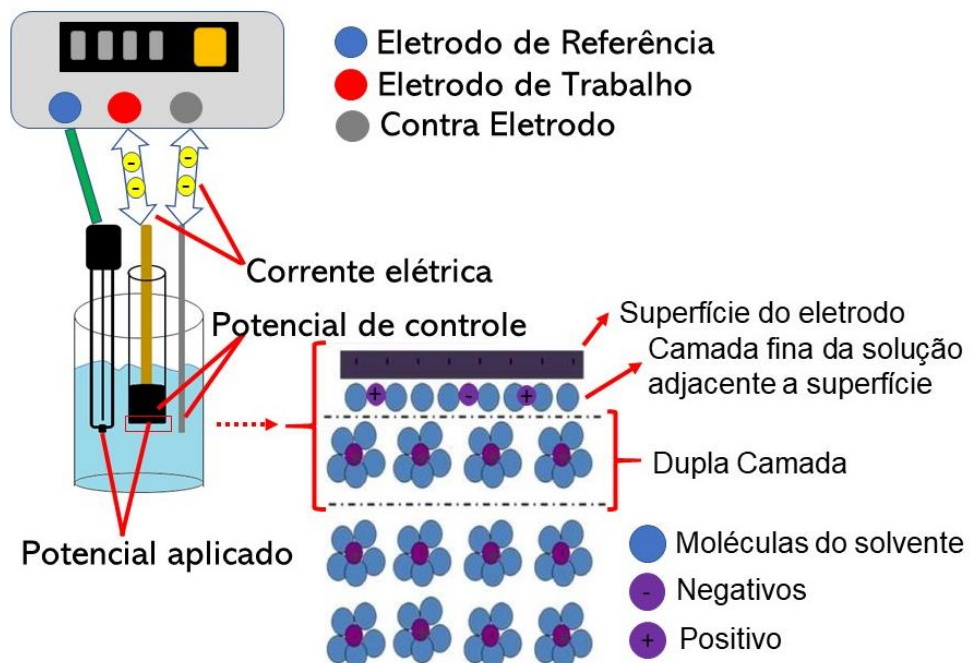 Eletrodo de Referência
Eletrodo de Trabalho
Contra Eletrodo
Corrente elétrica
Potencial de controle
Superfície do eletrodo
Camada fina da solução
adjacente a superfície
Dupla Camada
Potencial aplicado
Moléculas do solvente
- Negativos
+ Positivo